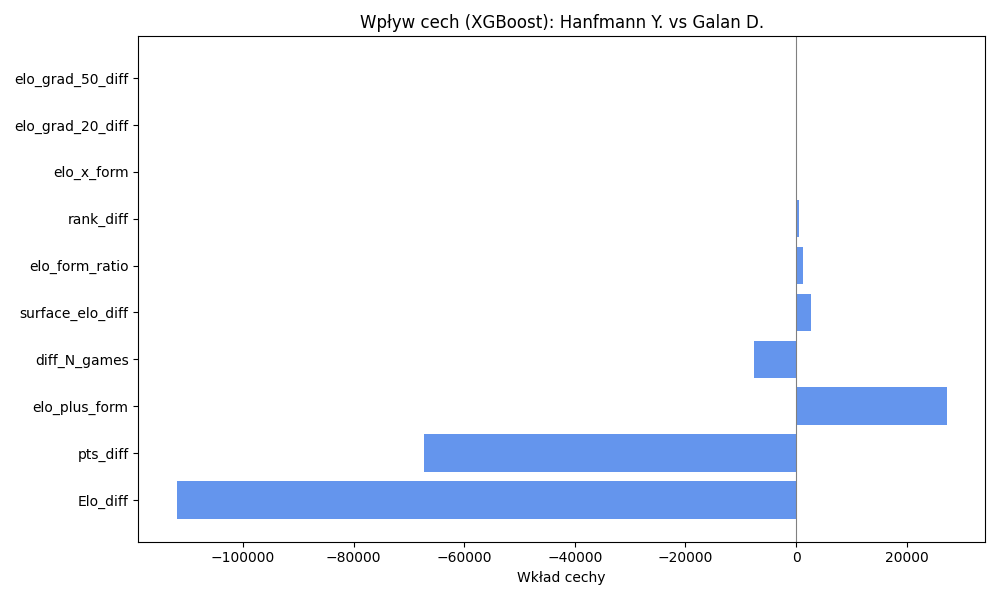 Wpływ cech (XGBoost): Hanfmann Y. vs Galan D.
elo_grad_50_diff
elo_grad_20_diff
elo_x_form
rank_diff
elo_form_ratio
surface_elo_diff
diff_N_games
elo_plus_form
pts_diff
Elo_diff
−100000 −80000 −60000 −40000 −20000 0 20000
Wkład cechy